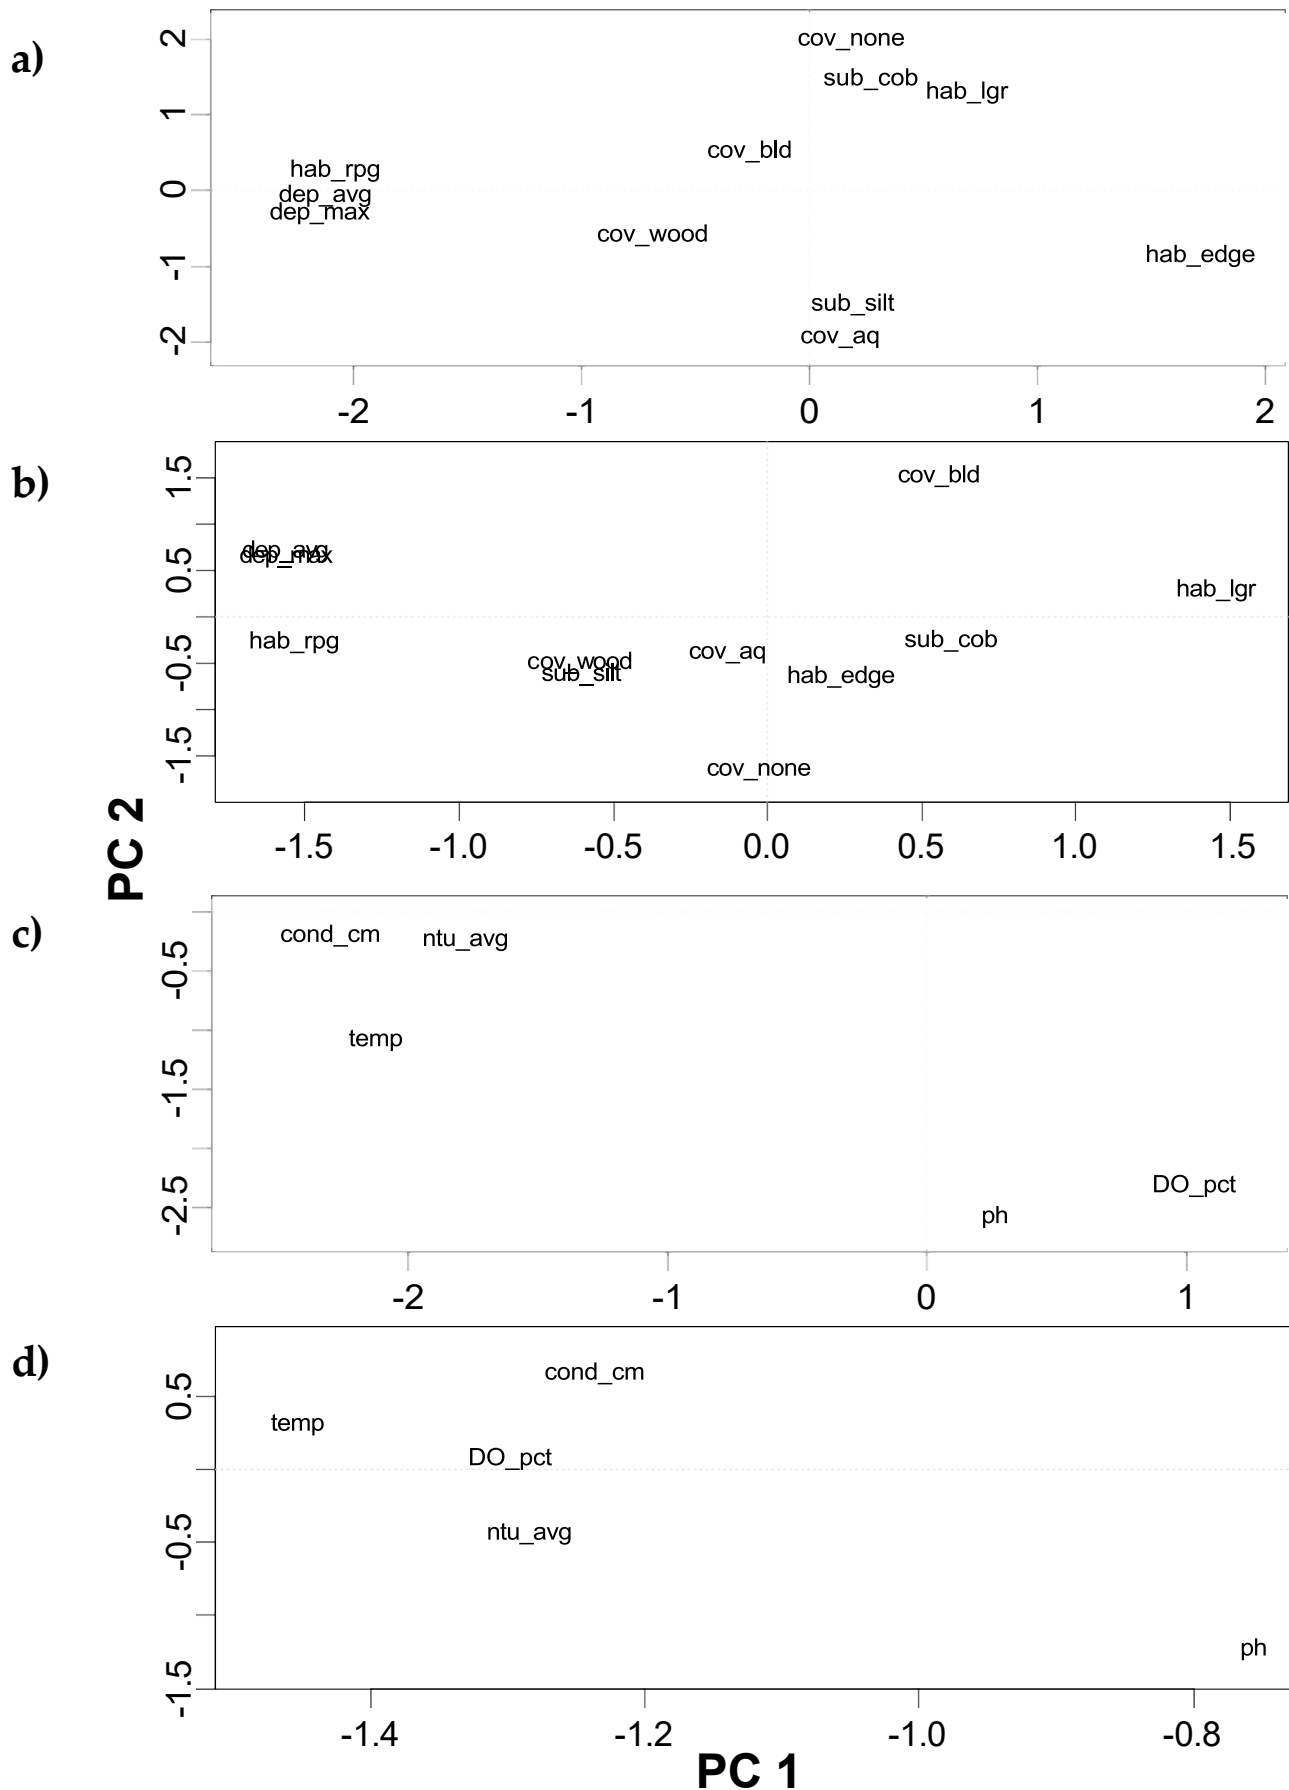 a)
2
1
0
-1
-2
cov_none
sub_cob
hab_lgr
cov_bld
hab_rpg
dep_avg
dep_max
cov_wood
hab_edge
sub_silt
cov_aq
-2 -1 0 1 2
b)
1.5
0.5
-0.5
-1.5
cov_bld
dep_avg
dep_max
hab_lgr
hab_rpg
sub_cob
cov_aq
cov_wood
sub_silt
hab_edge
cov_none
-1.5 -1.0 -0.5 0.0 0.5 1.0 1.5
PC 2
c)
-0.5
-1.5
-2.5
cond_cm
ntu_avg
temp
DO_pct
ph
-2 -1 0 1
d)
0.5
-0.5
-1.5
cond_cm
temp
DO_pct
ntu_avg
ph
-1.4 -1.2 -1.0 -0.8
PC 1